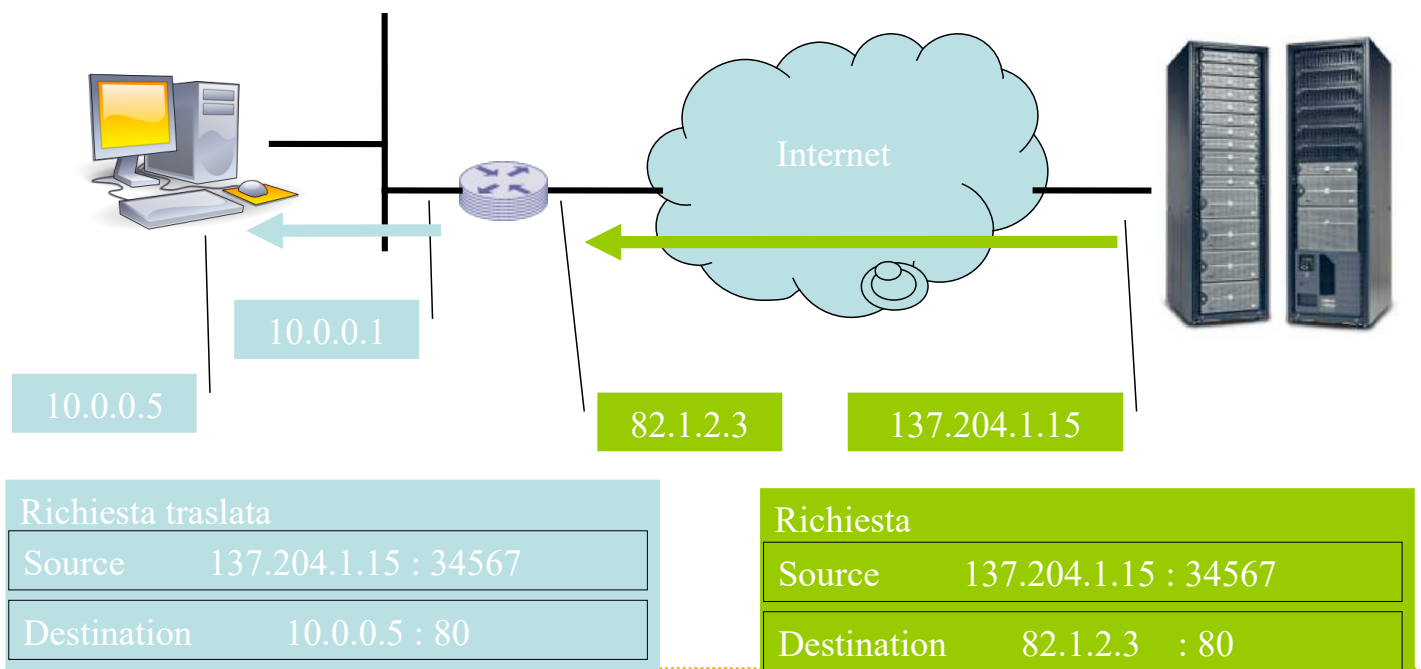 Internet
10.0.0.1
10.0.0.5
82.1.2.3
137.204.1.15
Richiesta traslata
Source 137.204.1.15 : 34567
Destination 10.0.0.5 : 80
Richiesta
Source 137.204.1.15 : 34567
Destination 82.1.2.3 : 80